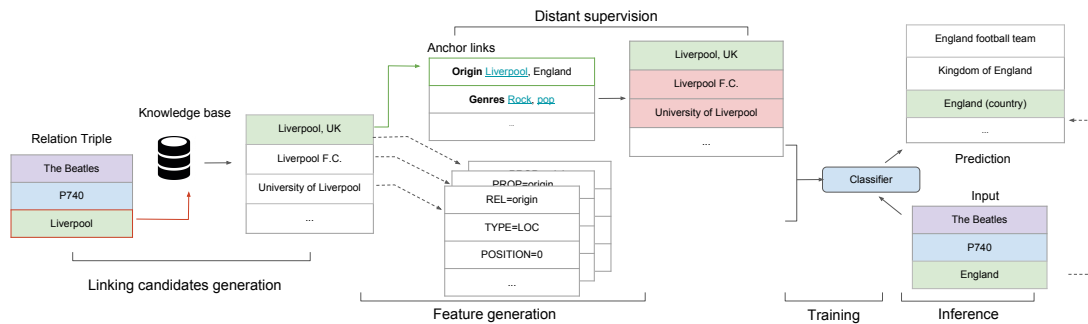 Distant supervision
Anchor links
Origin Liverpool, England
Genres Rock, pop
...
Liverpool, UK
Liverpool F.C.
University of Liverpool
...
England football team
Kingdom of England
England (country)
...
Prediction
Knowledge base
Relation Triple
The Beatles
P740
Liverpool
Liverpool, UK
Liverpool F.C.
University of Liverpool
...
Linking candidates generation
PROP=origin
REL=origin
TYPE=LOC
POSITION=0
...
Feature generation
Classifier
Training
Input
The Beatles
P740
England
Inference